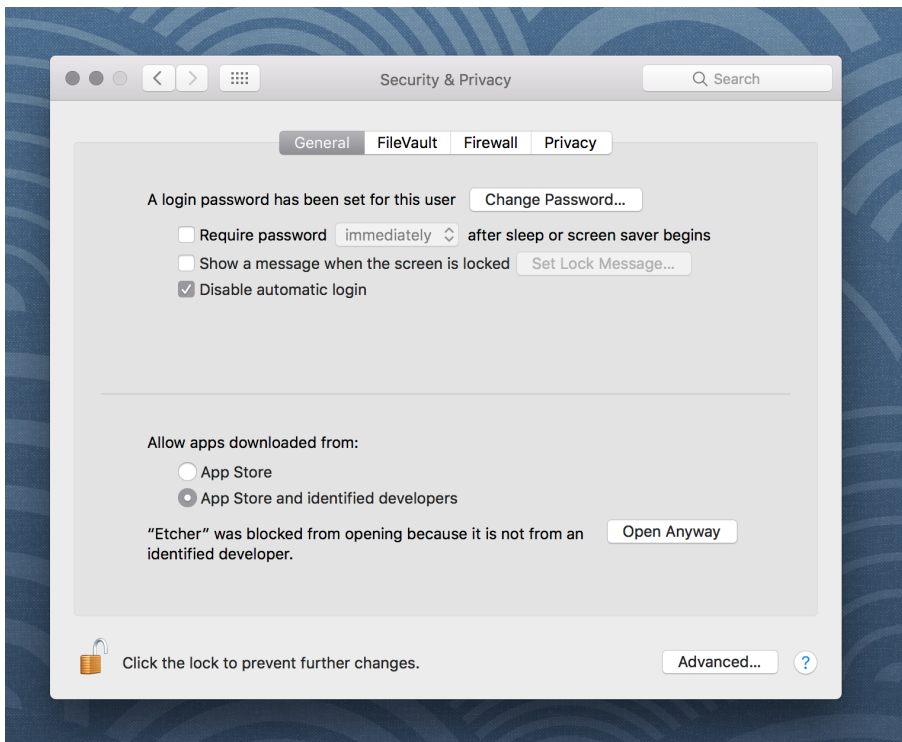 Security & Privacy
Search
General
FileVault
Firewall
Privacy
A login password has been set for this user
Change Password...
Require password
immediately
after sleep or screen saver begins
Show a message when the screen is locked
Set Lock Message...
Disable automatic login
Allow apps downloaded from:
App Store
App Store and identified developers
“Etcher” was blocked from opening because it is not from an
identified developer.
Open Anyway
Click the lock to prevent further changes.
Advanced...
?